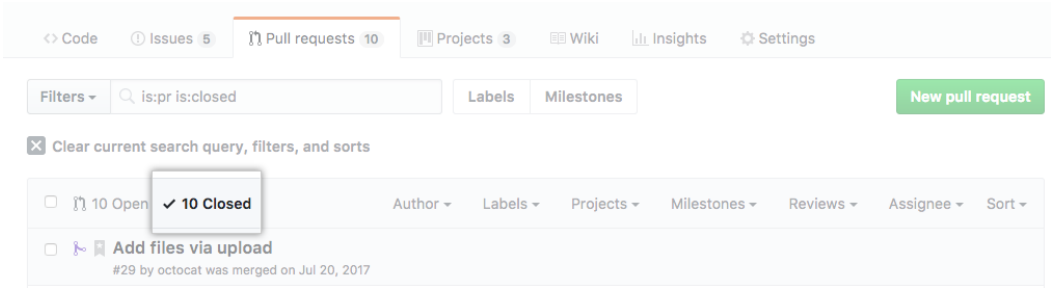 Code Issues 5 Pull requests 10 Projects 3 Wiki Insights Settings
Filters is:pr is:closed Labels Milestones New pull request
Clear current search query, filters, and sorts
10 Open 10 Closed Author Labels Projects Milestones Reviews Assignee Sort
Add files via upload
#29 by octocat was merged on Jul 20, 2017